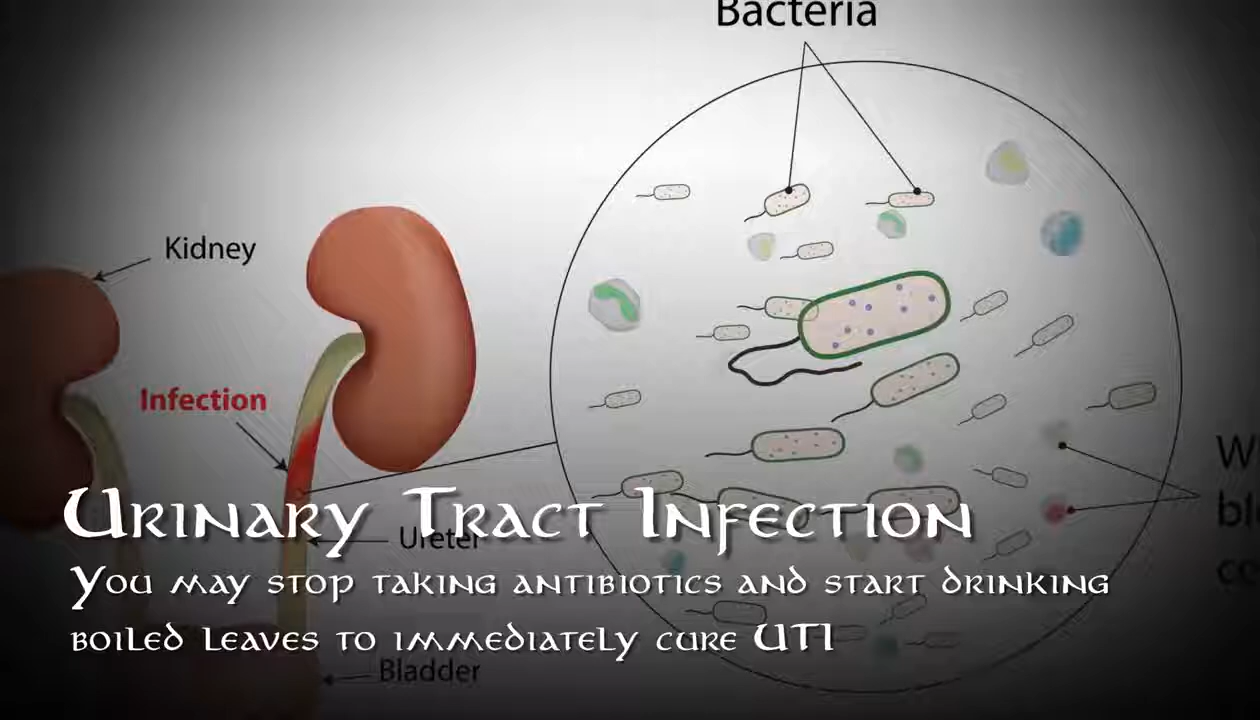 Bacteria
Kidney
Infection
Urinary Tract Infection
Ureter
You may stop taking antibiotics and start drinking
boiled leaves to immediately cure UTI
Bladder